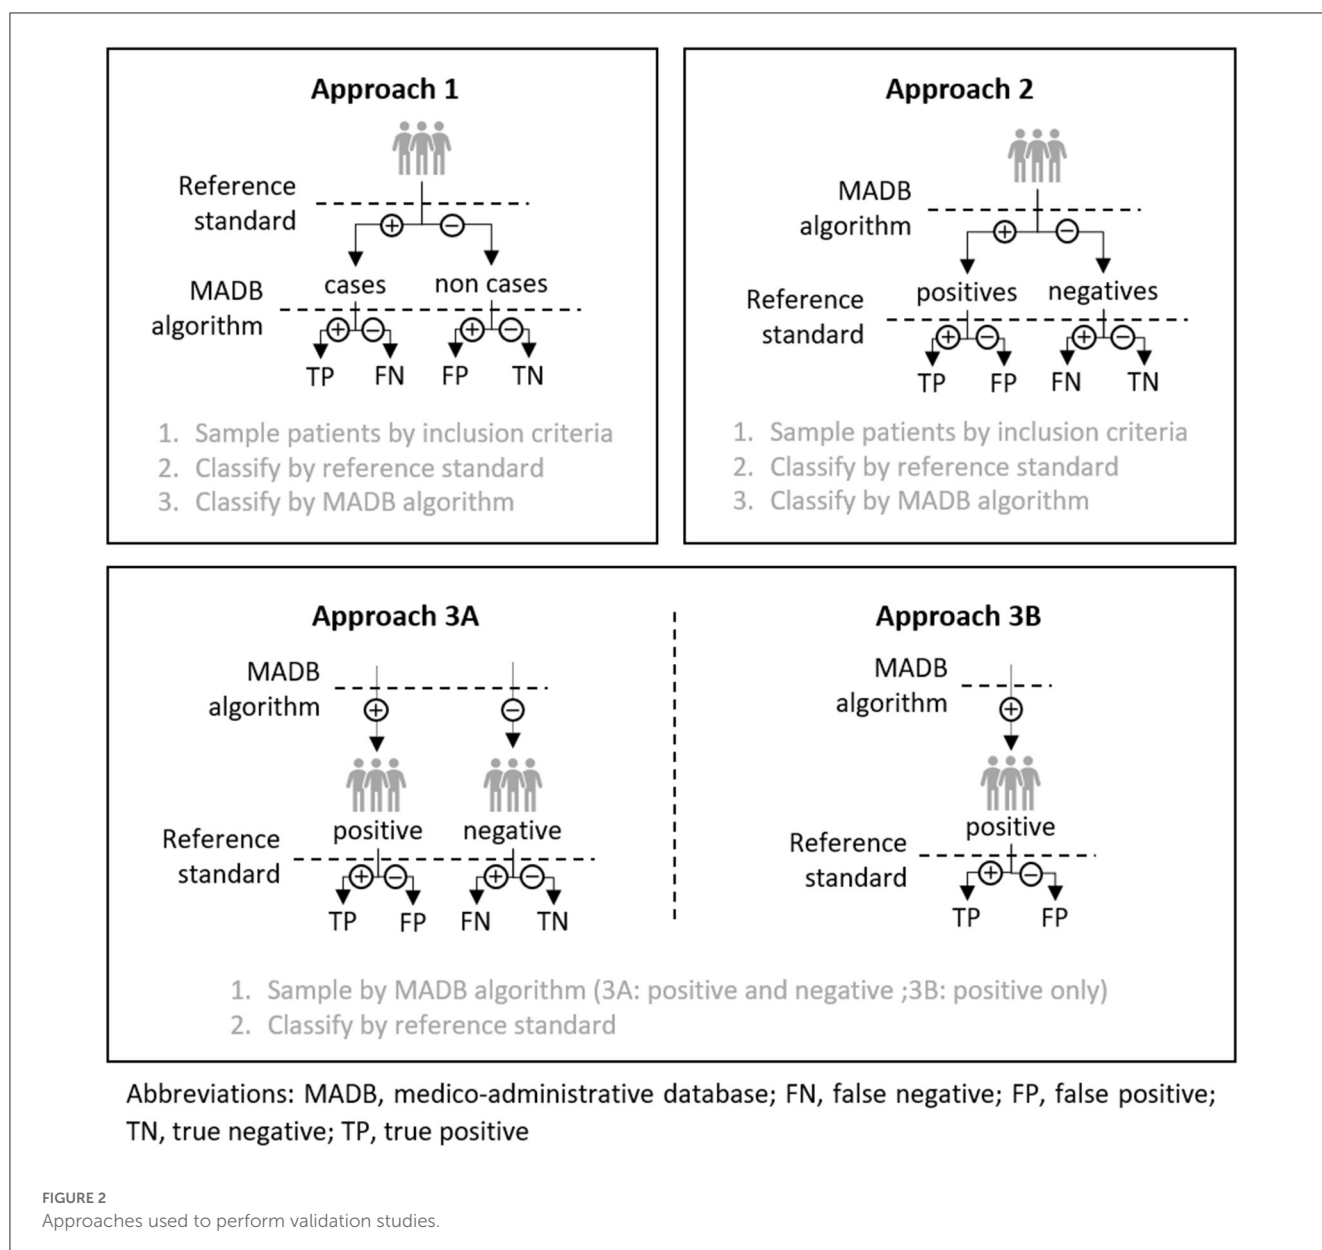 Approach 1
Reference
standard
+
−
cases
non cases
MADB
algorithm
+
−
+
−
TP
FN
FP
TN
1. Sample patients by inclusion criteria
2. Classify by reference standard
3. Classify by MADB algorithm
Approach 2
MADB
algorithm
+
−
positives
negatives
Reference
standard
+
−
+
−
TP
FP
FN
TN
1. Sample patients by inclusion criteria
2. Classify by reference standard
3. Classify by MADB algorithm
Approach 3A
MADB
algorithm
+
−
positive
negative
Reference
standard
+
−
+
−
TP
FP
FN
TN
Approach 3B
MADB
algorithm
+
positive
Reference
standard
+
−
TP
FP
1. Sample by MADB algorithm (3A: positive and negative ;3B: positive only)
2. Classify by reference standard
Abbreviations: MADB, medico-administrative database; FN, false negative; FP, false positive;
TN, true negative; TP, true positive
FIGURE 2
Approaches used to perform validation studies.